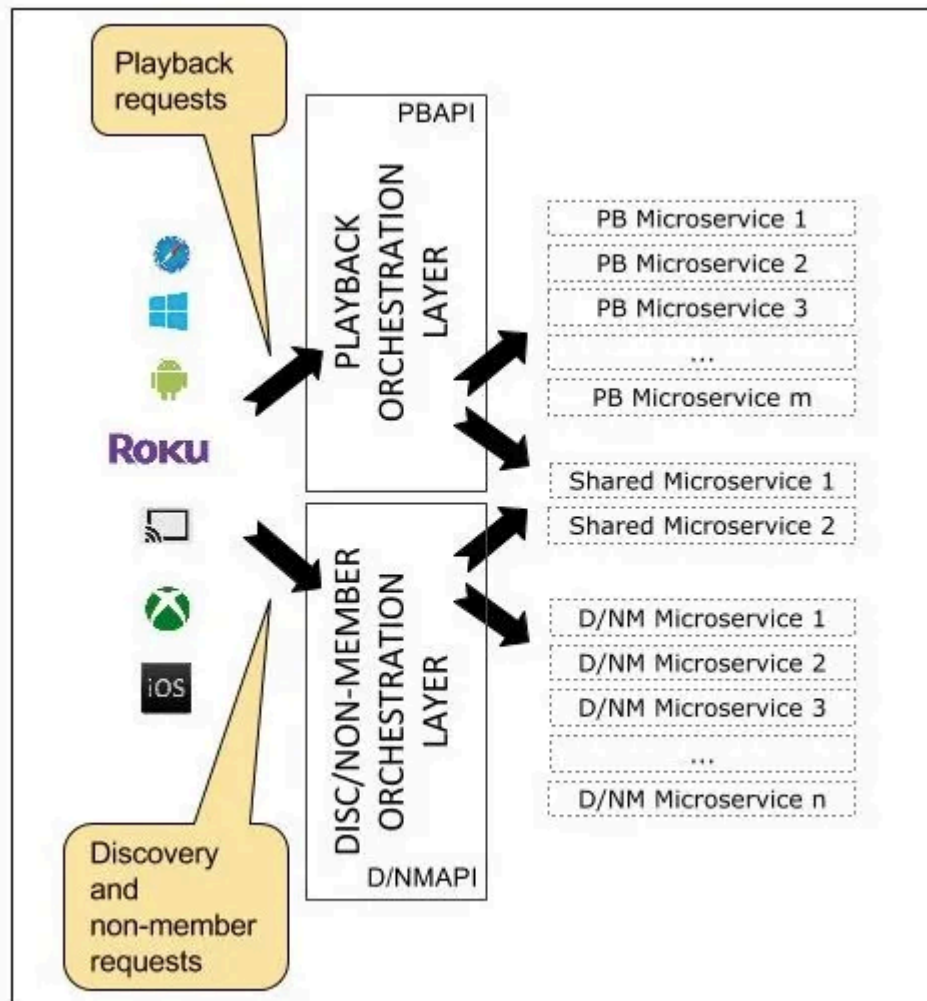 Playback
requests
PBAPI
PLAYBACK
ORCHESTRATION
LAYER
PB Microservice 1
PB Microservice 2
PB Microservice 3
...
PB Microservice m
ROKU
Shared Microservice 1
Shared Microservice 2
iOS
DISC/NON-MEMBER
ORCHESTRATION
LAYER
D/NMAPI
D/NM Microservice 1
D/NM Microservice 2
D/NM Microservice 3
...
D/NM Microservice n
Discovery
and
non-member
requests